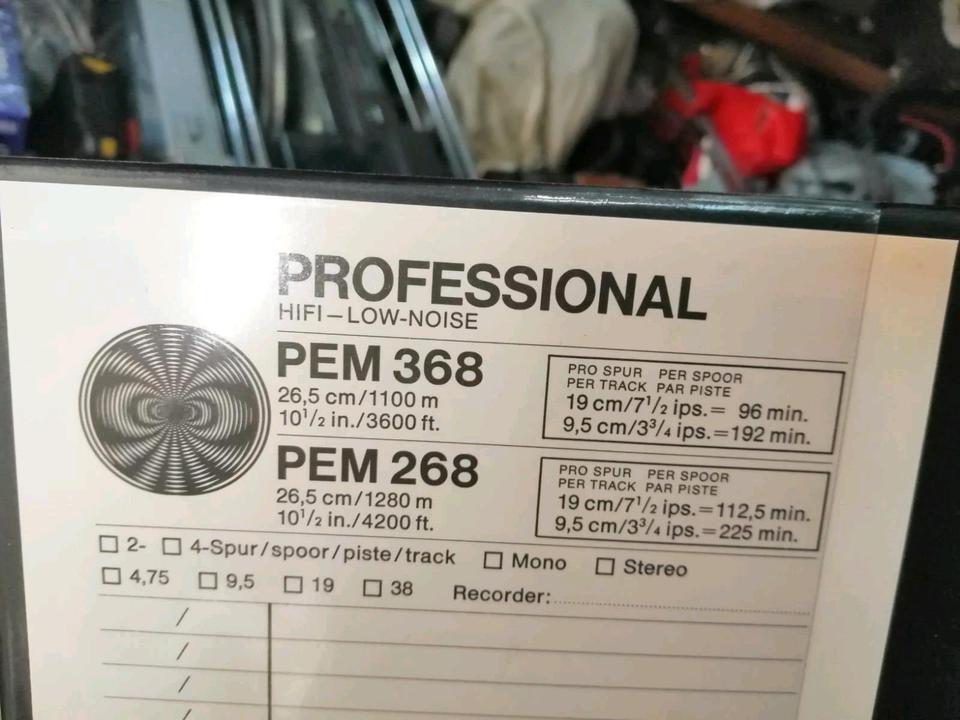 PROFESSIONAL
HIFI–LOW-NOISE
PEM 368
26,5 cm/1100 m
10 1/2 in./3600 ft.
PRO SPUR PER SPOOR
PER TRACK PAR PISTE
19 cm/7 1/2 ips.= 96 min.
9,5 cm/3 3/4 ips.=192 min.
PEM 268
26,5 cm/1280 m
10 1/2 in./4200 ft.
PRO SPUR PER SPOOR
PER TRACK PAR PISTE
19 cm/7 1/2 ips.=112,5 min.
9,5 cm/3 3/4 ips.=225 min.
☐ 2- ☐ 4-Spur/spoor/piste/track ☐ Mono ☐ Stereo
☐ 4,75 ☐ 9,5 ☐ 19 ☐ 38 Recorder:
/
/
/
/